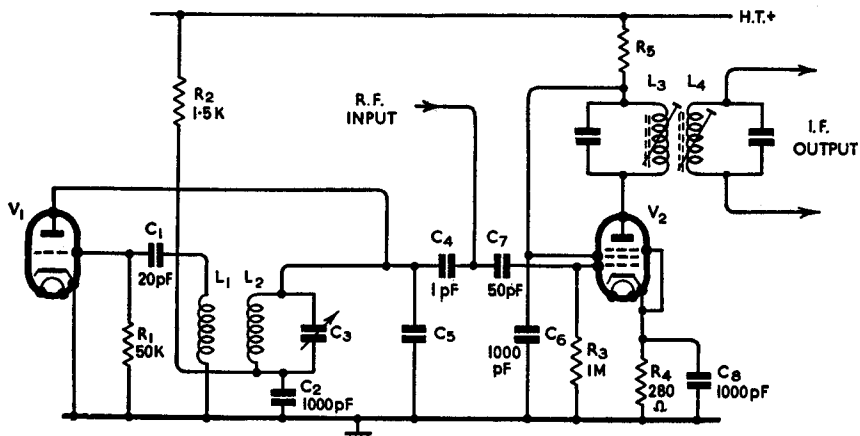 H.T.+
R5
R2
1·5K
R.F.
INPUT
L3 L4
I.F.
OUTPUT
V1
C1
20pF
L1 L2
C3
C4
1pF
C7
50pF
V2
R1
50K
C2
1000pF
C5
C6
1000
pF
R3
1M
R4
280
Ω
C8
1000pF